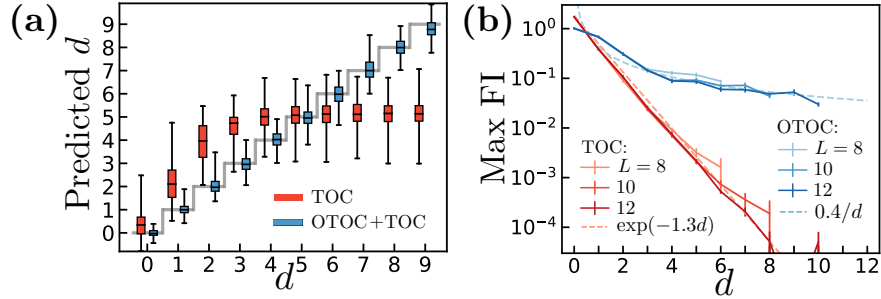 (a)
Predicted d
9
8
7
6
5
4
3
2
1
0
TOC
OTOC+TOC
0 1 2 3 4 5 6 7 8 9
d
(b)
Max FI
10⁰
10⁻¹
10⁻²
10⁻³
10⁻⁴
TOC:
L = 8
10
12
exp(−1.3d)
OTOC:
L = 8
10
12
0.4/d
0 2 4 6 8 10 12
d